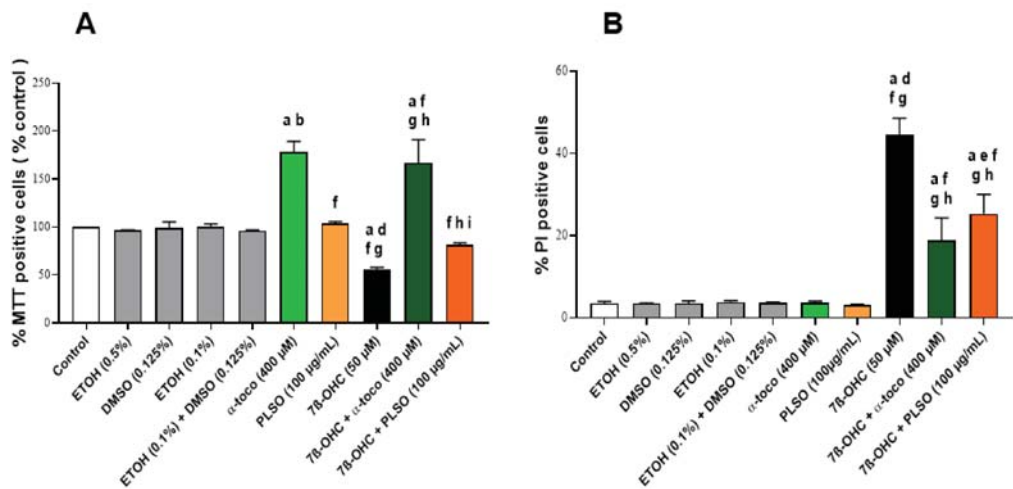 A
% MTT positive cells ( % control)
250
200
150
100
50
0
a b
f
a d
f g
a f
g h
f h i
Control
ETOH (0.5%)
DMSO (0.125%)
ETOH (0.1%)
ETOH (0.1%) + DMSO (0.125%)
α-toco (400 µM)
PLSO (100 µg/mL)
7ß-OHC (50 µM)
7ß-OHC + α-toco (400 µM)
7ß-OHC + PLSO (100 µg/mL)
B
% PI positive cells
60
40
20
0
a d
f g
a f
g h
a e f
g h
Control
ETOH (0.5%)
DMSO (0.125%)
ETOH (0.1%)
ETOH (0.1%) + DMSO (0.125%)
α-toco (400 µM)
PLSO (100µg/mL)
7ß-OHC (50 µM)
7ß-OHC + α-toco (400 µM)
7ß-OHC + PLSO (100 µg/mL)